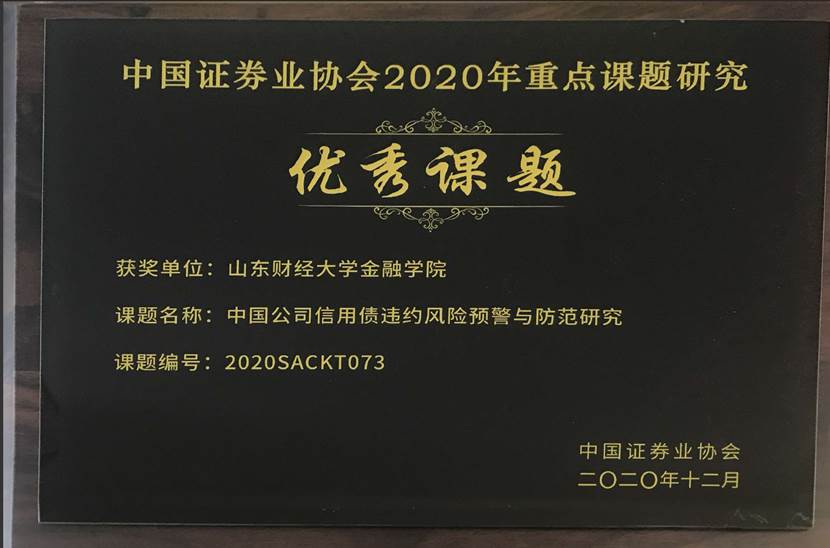 中国证券业协会2020年重点课题研究
优秀课题
获奖单位：山东财经大学金融学院
课题名称：中国公司信用债违约风险预警与防范研究
课题编号：2020SACKT073
中国证券业协会
二〇二〇年十二月